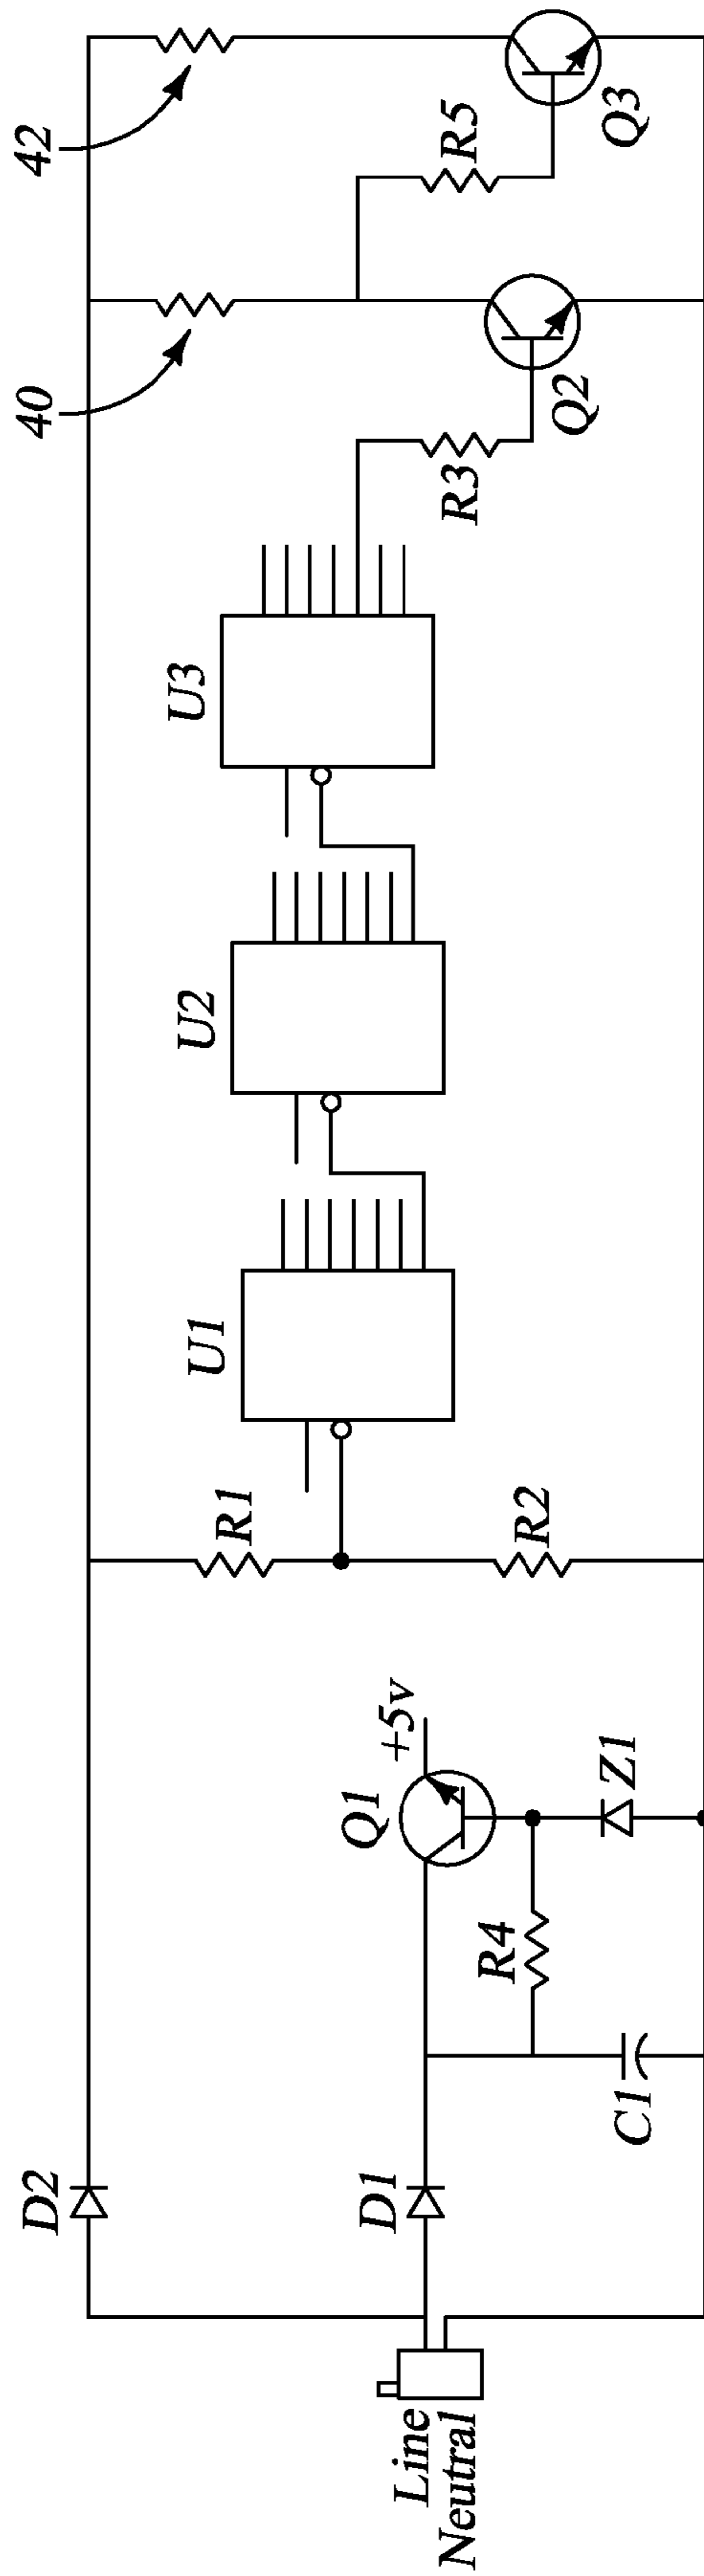 Line
Neutral
D2
D1
C1
R4
Q1
+5v
Z1
R1
R2
U1
U2
U3
R3
40
Q2
R5
42
Q3